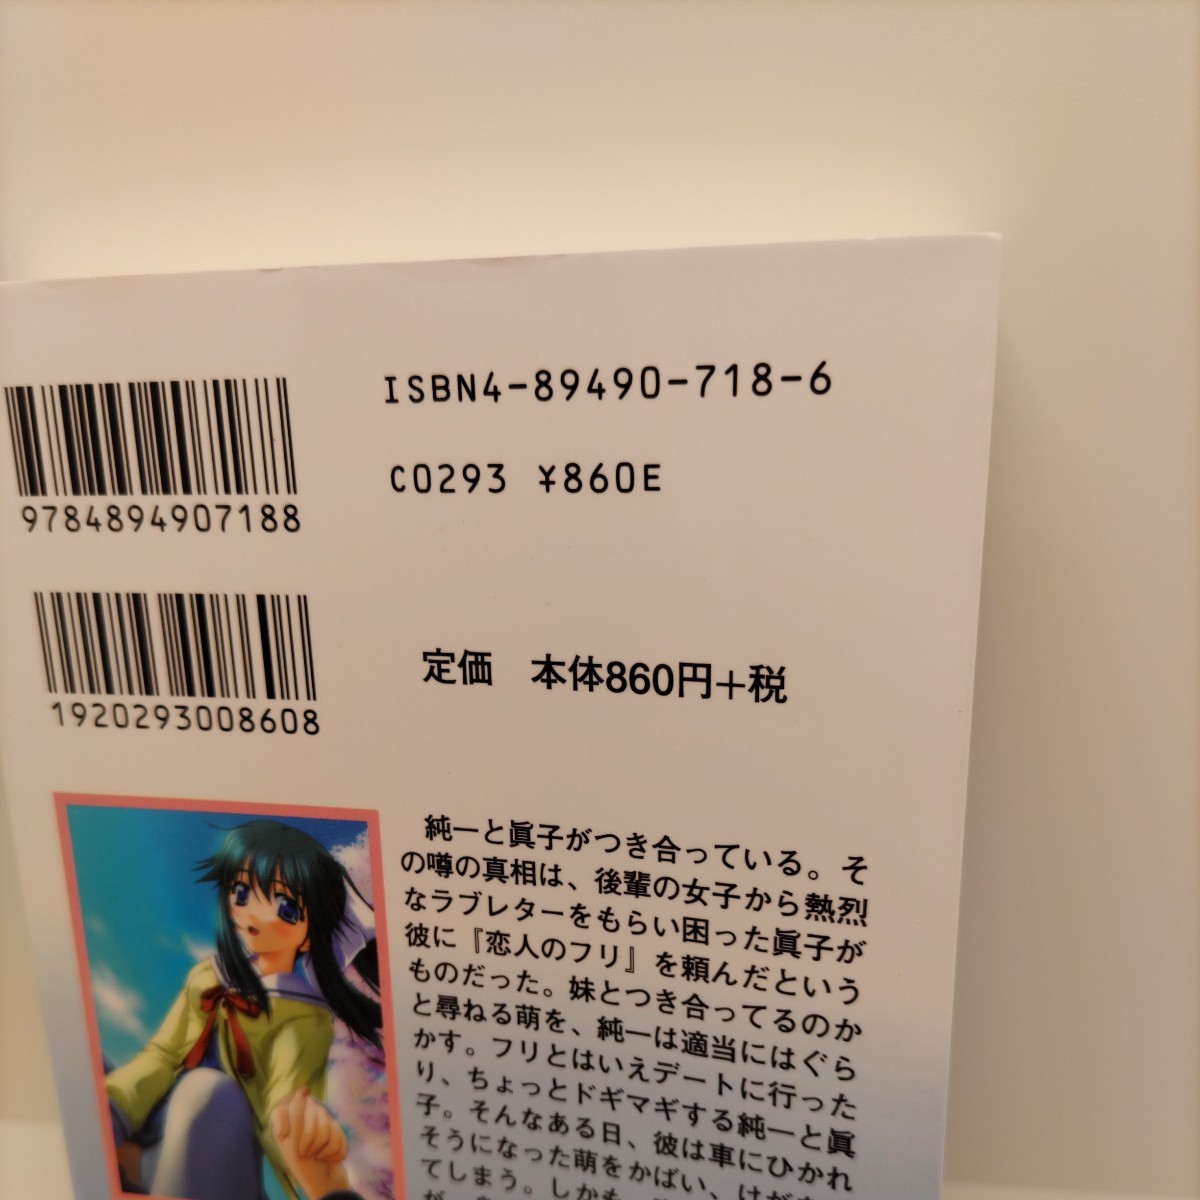 ISBN4-89490-718-6
9784894907188
C0293 ¥860E
1920293008608
定価 本体860円+税
純一と眞子がつき合っている。そ
の噂の真相は、後輩の女子から熱烈
なラブレターをもらい困った眞子が
彼に『恋人のフリ』を頼んだという
ものだった。妹とつき合ってるのか
と尋ねる萌を、純一は適当にはぐら
かす。フリとはいえデートに行った
り、ちょっとドギマギする純一と眞
子。そんなある日、彼は車にひかれ
そうになった萌をかばい、けが
てしまう。しかも、